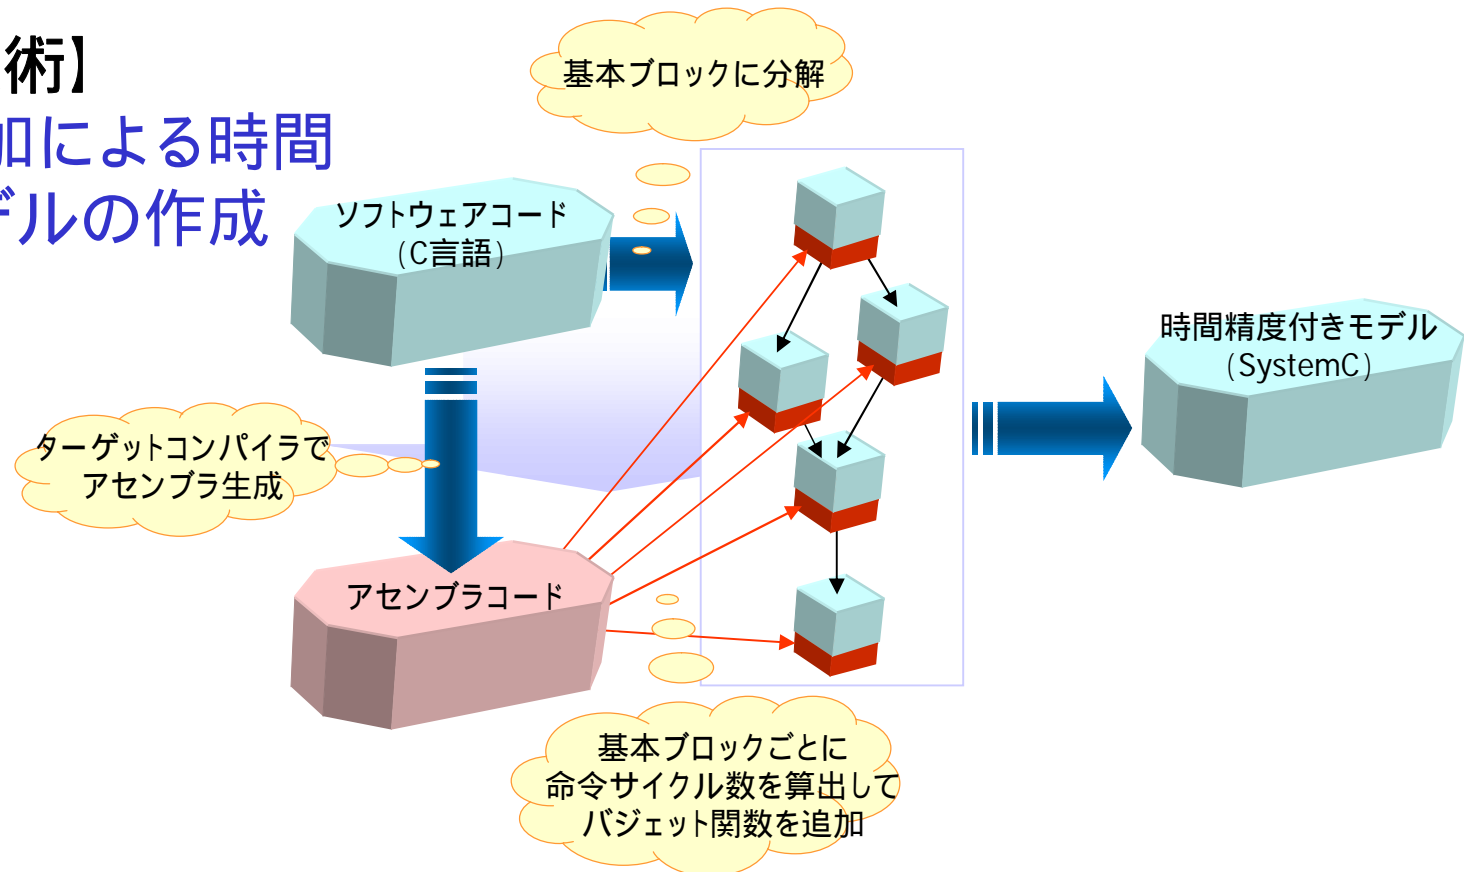 術】
加による時間
デルの作成
基本ブロックに分解
ソフトウェアコード
(C言語)
時間精度付きモデル
(SystemC)
ターゲットコンパイラで
アセンブラ生成
アセンブラコード
基本ブロックごとに
命令サイクル数を算出して
バジェット関数を追加